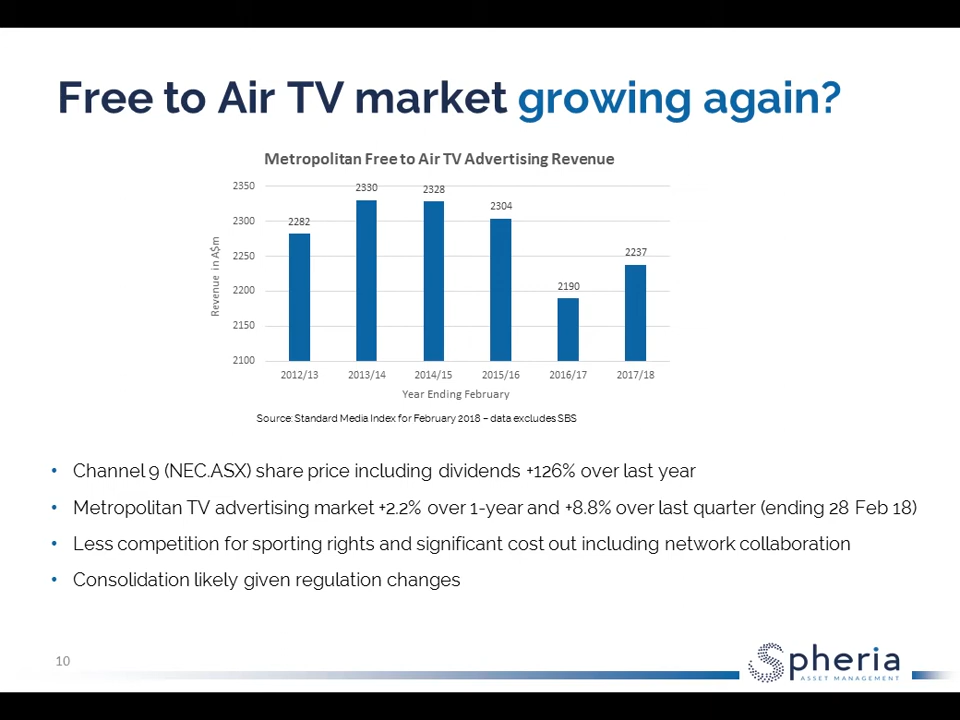 Free to Air TV market growing again?
Metropolitan Free to Air TV Advertising Revenue
Revenue in A$m
2350
2300
2250
2200
2150
2100
2282
2330
2328
2304
2190
2237
2012/13 2013/14 2014/15 2015/16 2016/17 2017/18
Year Ending February
Source: Standard Media Index for February 2018 – data excludes SBS
• Channel 9 (NEC.ASX) share price including dividends +126% over last year
• Metropolitan TV advertising market +2.2% over 1-year and +8.8% over last quarter (ending 28 Feb 18)
• Less competition for sporting rights and significant cost out including network collaboration
• Consolidation likely given regulation changes
10
Spheria
ASSET MANAGEMENT